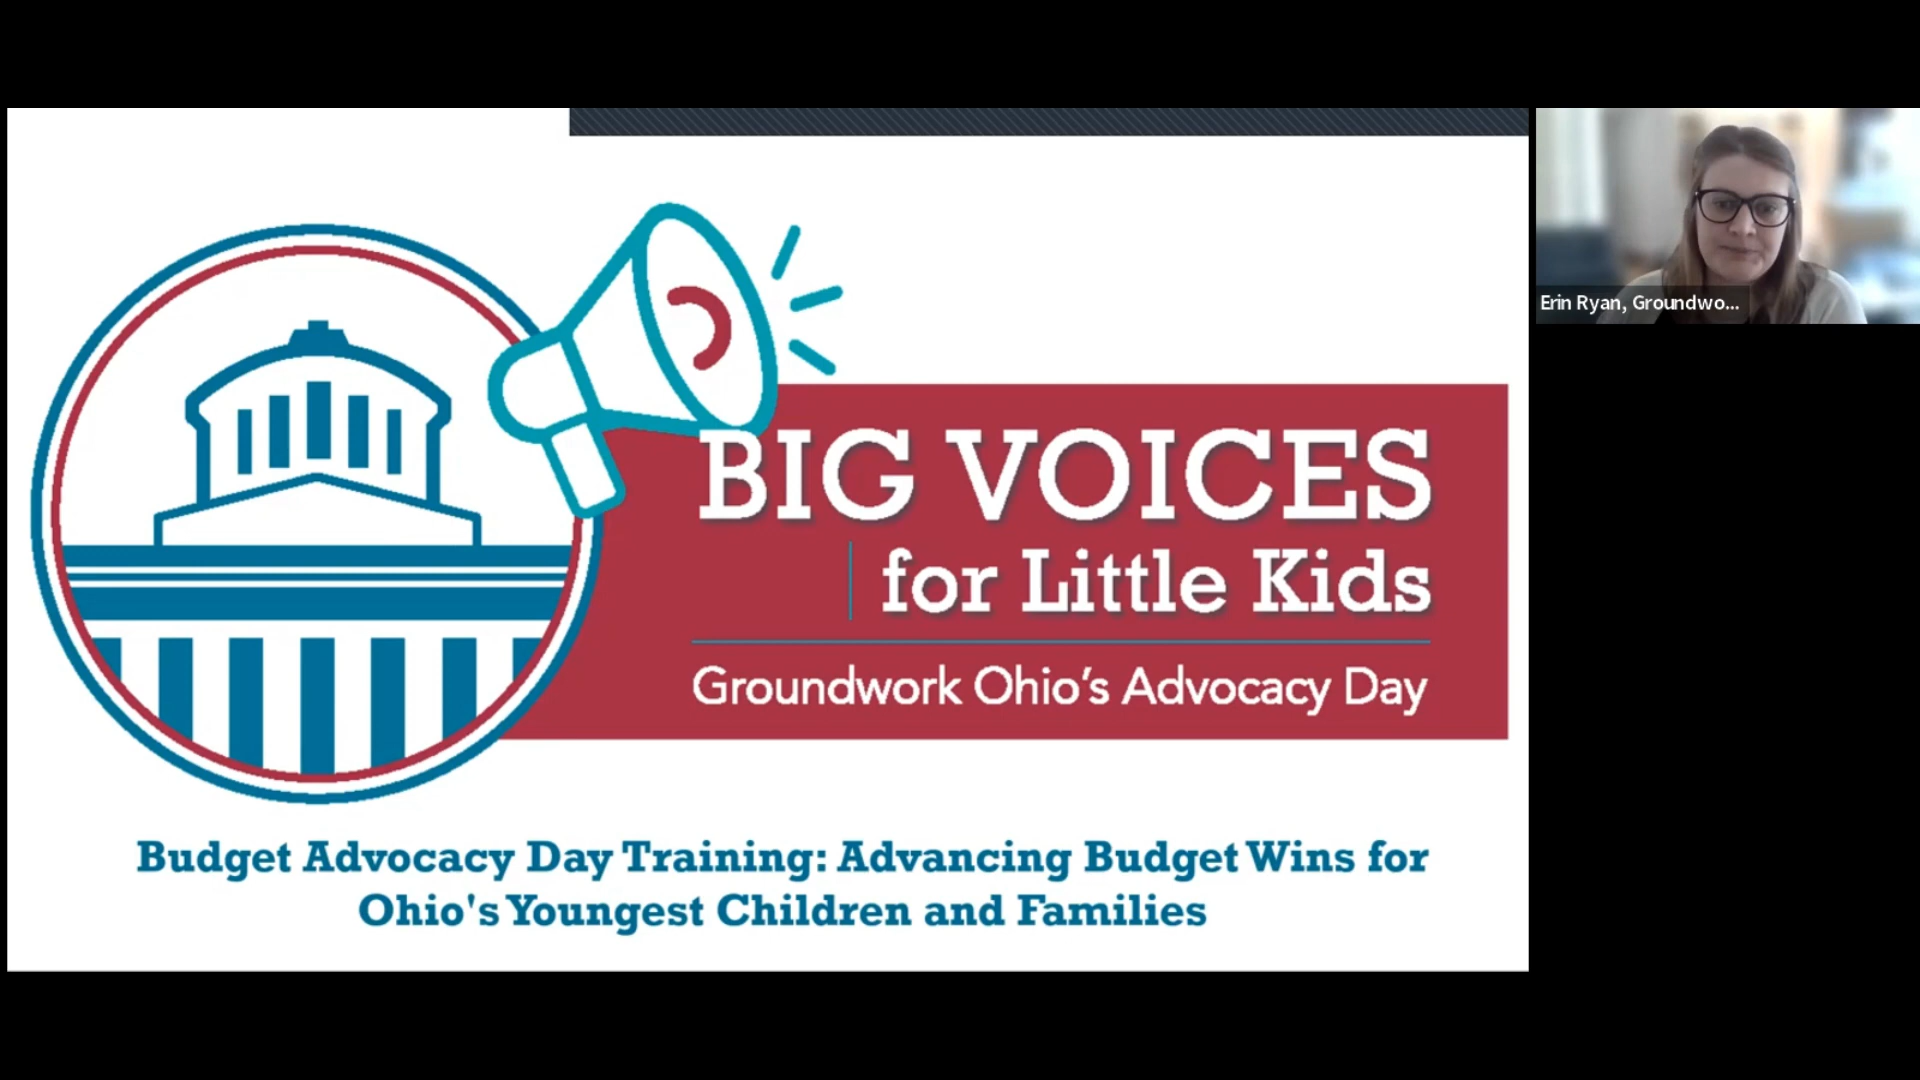 BIG VOICES
for Little Kids
Groundwork Ohio's Advocacy Day
Budget Advocacy Day Training: Advancing Budget Wins for
Ohio's Youngest Children and Families
Erin Ryan, Groundwo...